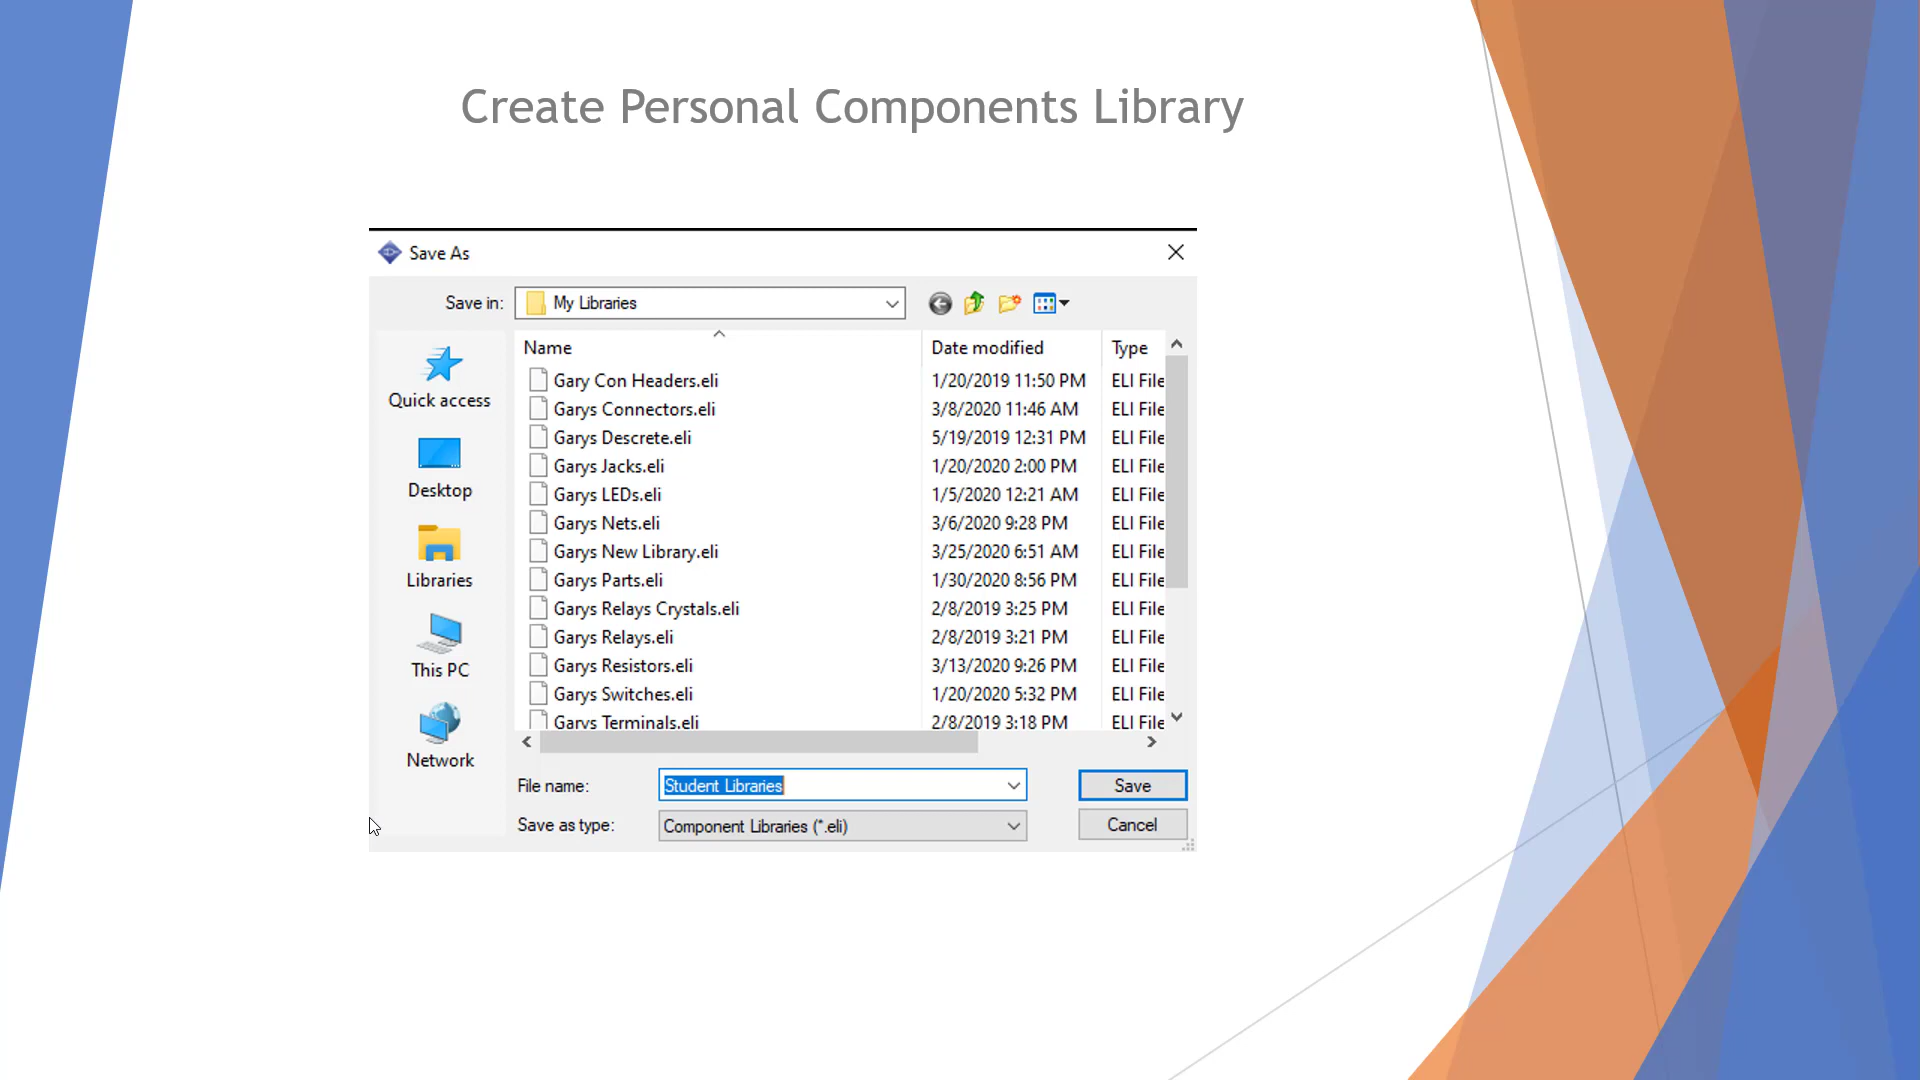 Create Personal Components Library
Save As
Save in: My Libraries
Name Date modified Type
Gary Con Headers.eli 1/20/2019 11:50 PM ELI File
Garys Connectors.eli 3/8/2020 11:46 AM ELI File
Garys Descrete.eli 5/19/2019 12:31 PM ELI File
Garys Jacks.eli 1/20/2020 2:00 PM ELI File
Garys LEDs.eli 1/5/2020 12:21 AM ELI File
Garys Nets.eli 3/6/2020 9:28 PM ELI File
Garys New Library.eli 3/25/2020 6:51 AM ELI File
Garys Parts.eli 1/30/2020 8:56 PM ELI File
Garys Relays Crystals.eli 2/8/2019 3:25 PM ELI File
Garys Relays.eli 2/8/2019 3:21 PM ELI File
Garys Resistors.eli 3/13/2020 9:26 PM ELI File
Garys Switches.eli 1/20/2020 5:32 PM ELI File
Garys Terminals.eli 2/8/2019 3:18 PM ELI File
Quick access
Desktop
Libraries
This PC
Network
File name: Student Libraries Save
Save as type: Component Libraries (*.eli) Cancel